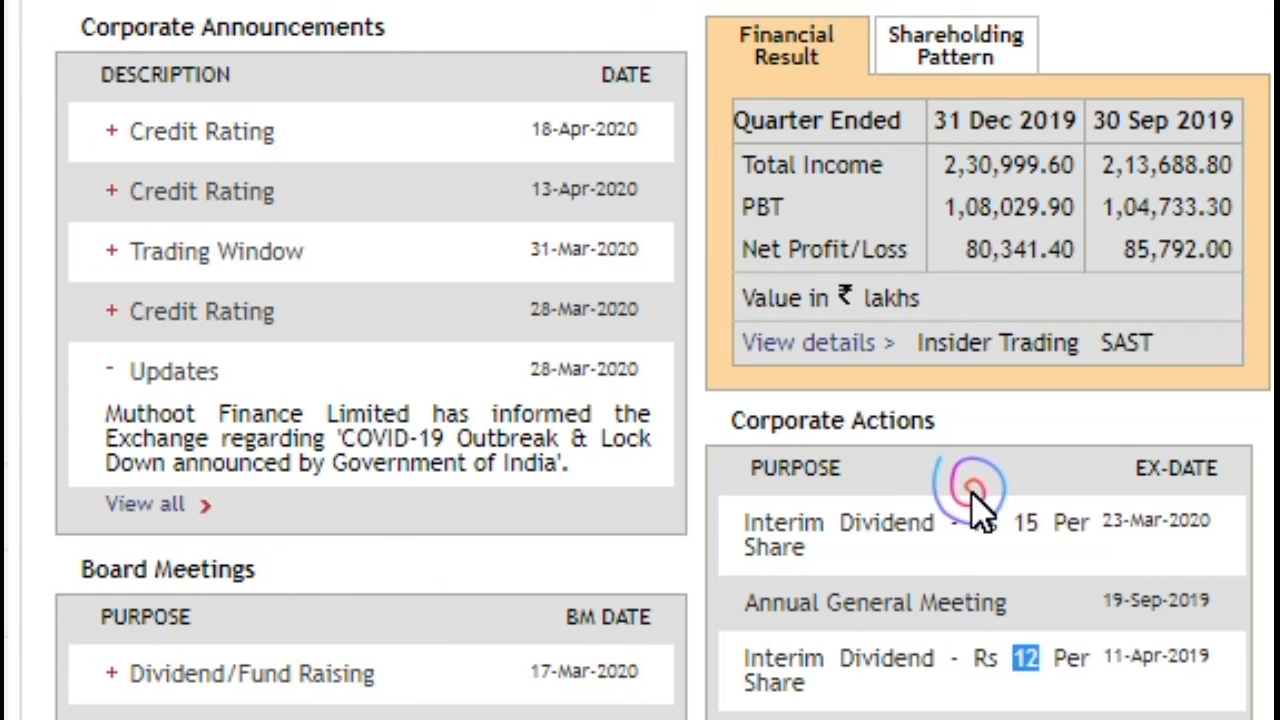 Corporate Announcements
DESCRIPTION DATE
+ Credit Rating 18-Apr-2020
+ Credit Rating 13-Apr-2020
+ Trading Window 31-Mar-2020
+ Credit Rating 28-Mar-2020
- Updates 28-Mar-2020
Muthoot Finance Limited has informed the
Exchange regarding 'COVID-19 Outbreak & Lock
Down announced by Government of India'.
View all
Board Meetings
PURPOSE BM DATE
+ Dividend/Fund Raising 17-Mar-2020
Financial
Result
Shareholding
Pattern
Quarter Ended 31 Dec 2019 30 Sep 2019
Total Income 2,30,999.60 2,13,688.80
PBT 1,08,029.90 1,04,733.30
Net Profit/Loss 80,341.40 85,792.00
Value in ₹ lakhs
View details > Insider Trading SAST
Corporate Actions
PURPOSE EX-DATE
Interim Dividend - 15 Per 23-Mar-2020
Share
Annual General Meeting 19-Sep-2019
Interim Dividend - Rs 12 Per 11-Apr-2019
Share